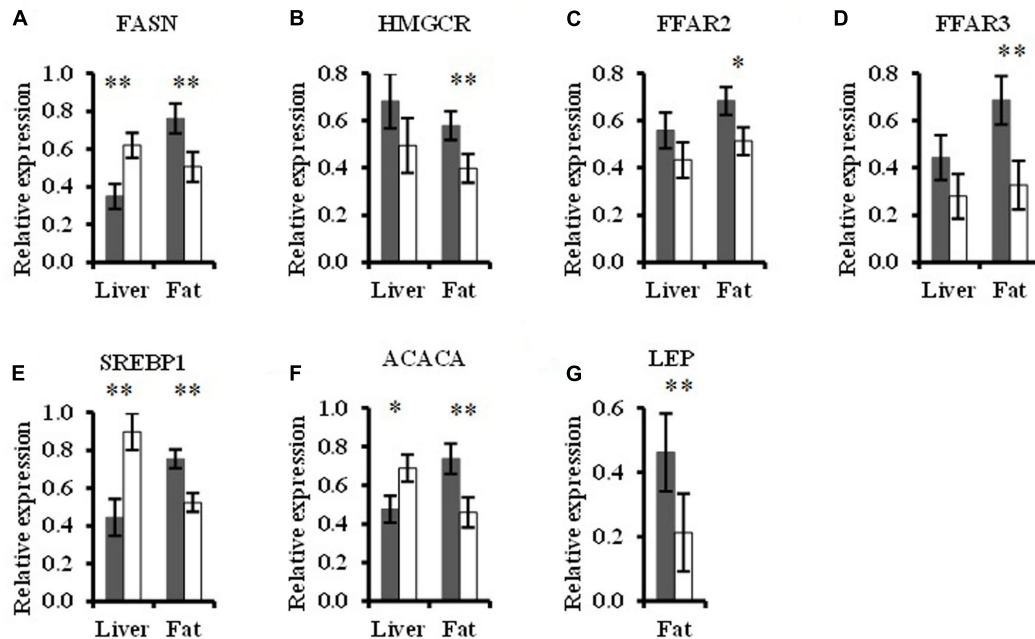 A
FASN
Relative expression
1.0
0.8
0.6
0.4
0.2
0.0
**
**
Liver Fat
B
HMGCR
Relative expression
0.8
0.6
0.4
0.2
0.0
**
Liver Fat
C
FFAR2
Relative expression
0.8
0.6
0.4
0.2
0.0
*
Liver Fat
D
FFAR3
Relative expression
0.8
0.6
0.4
0.2
0.0
**
Liver Fat
E
SREBP1
Relative expression
1.0
0.8
0.6
0.4
0.2
0.0
**
**
Liver Fat
F
ACACA
Relative expression
1.0
0.8
0.6
0.4
0.2
0.0
*
**
Liver Fat
G
LEP
Relative expression
0.6
0.4
0.2
0.0
**
Fat